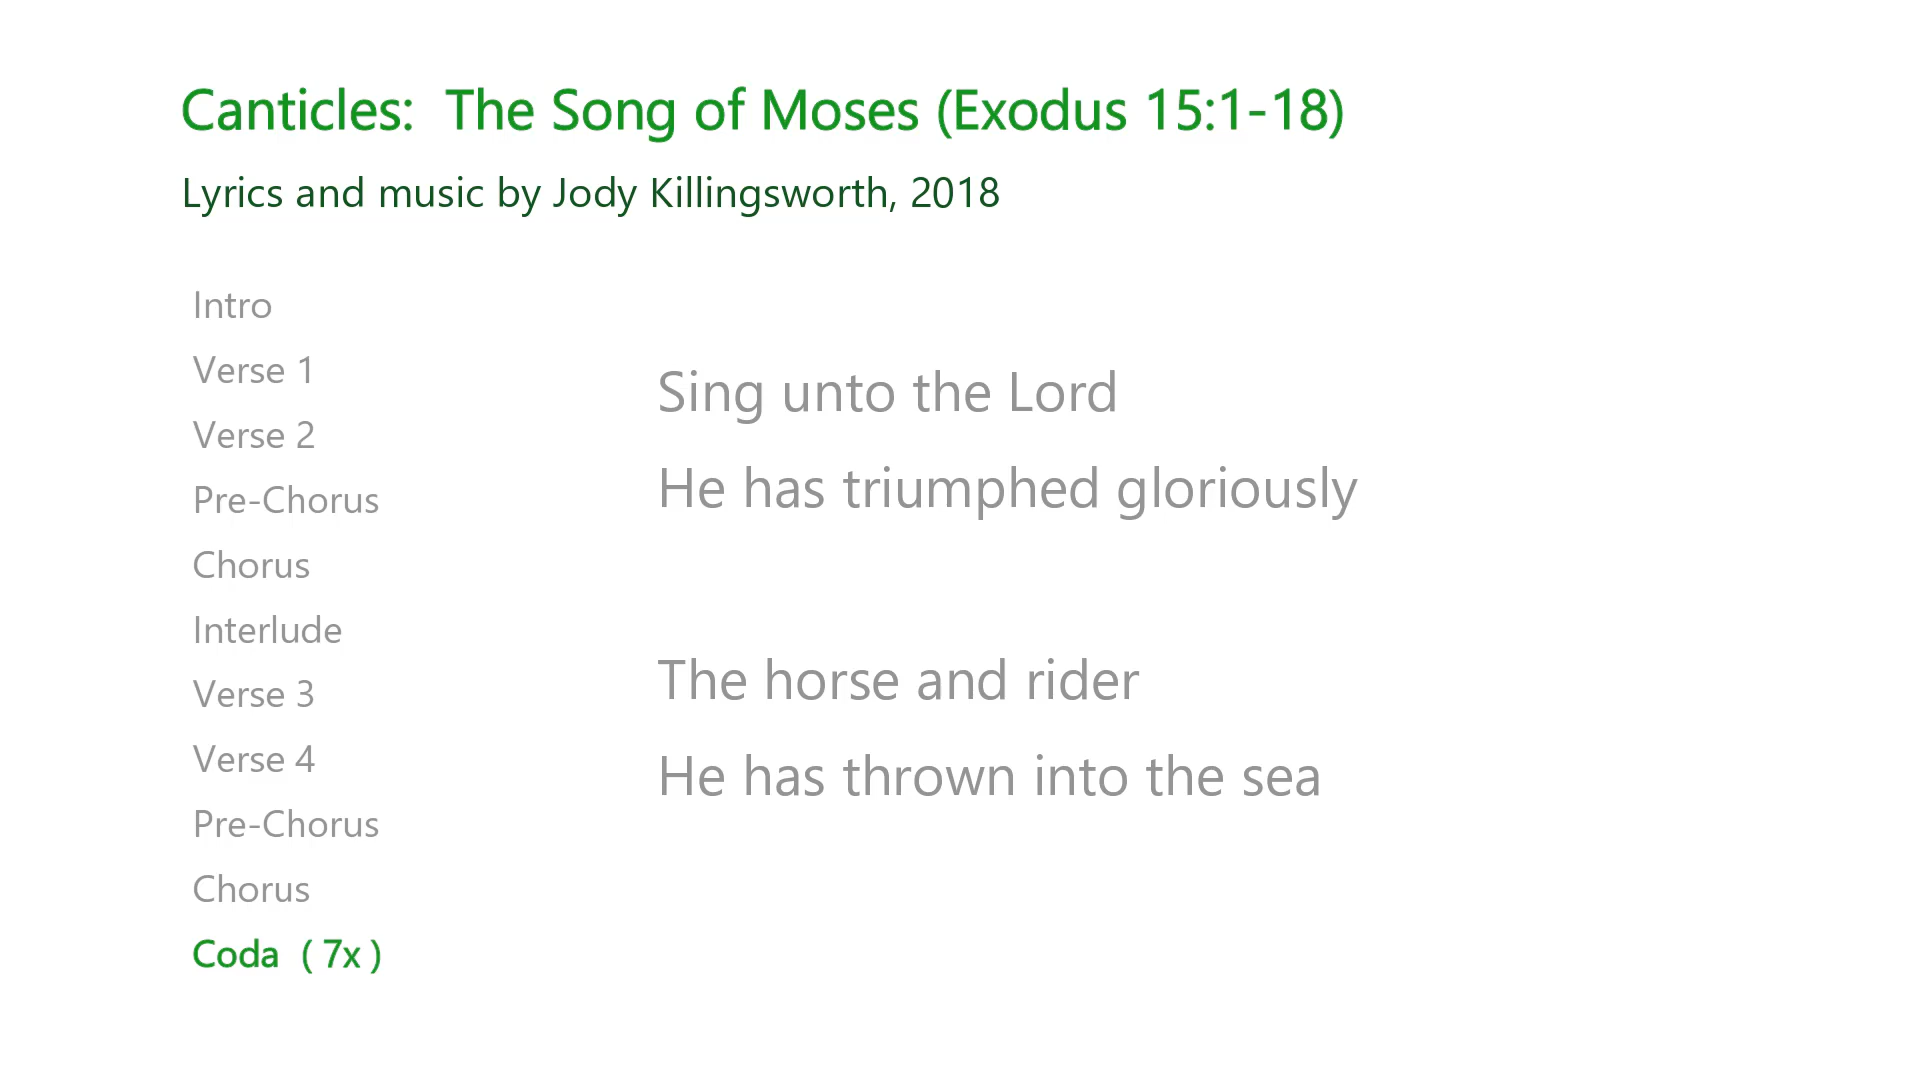 Canticles:  The Song of Moses (Exodus 15:1-18)
Lyrics and music by Jody Killingsworth, 2018
Intro
Verse 1
Verse 2
Pre-Chorus
Chorus
Interlude
Verse 3
Verse 4
Pre-Chorus
Chorus
Coda  ( 7x )
Sing unto the Lord
He has triumphed gloriously
The horse and rider
He has thrown into the sea